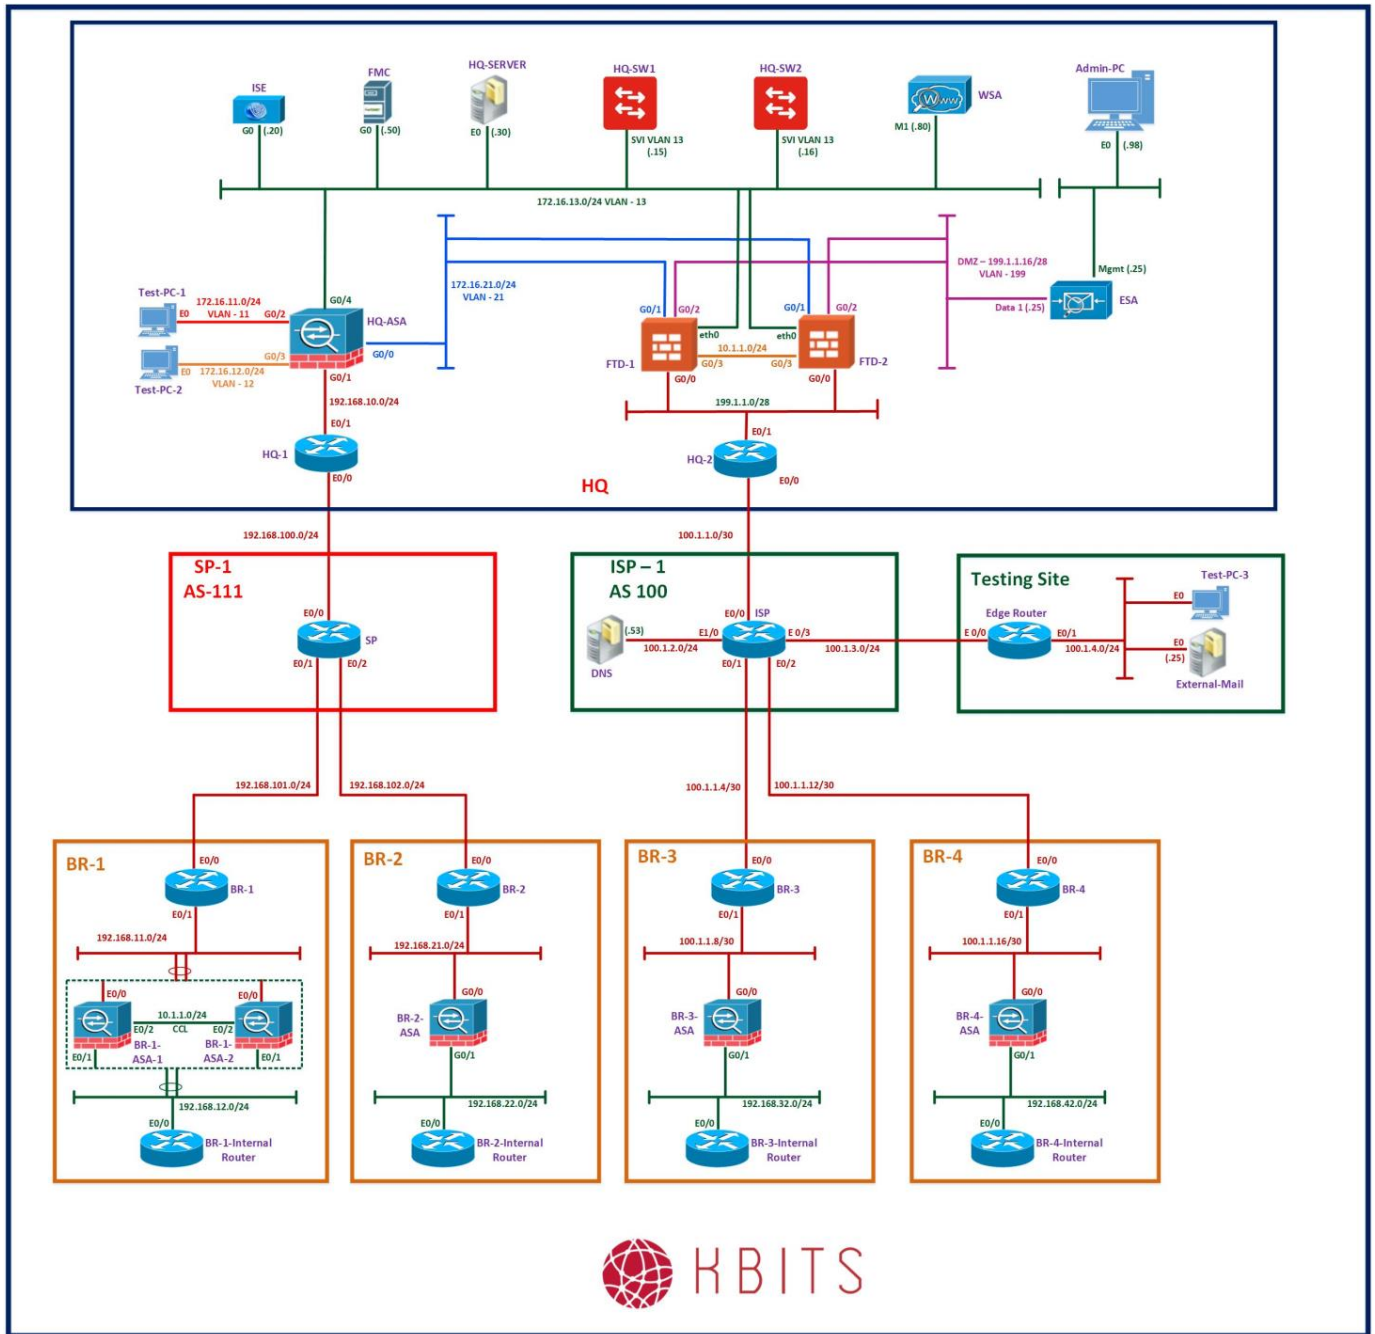 HQ-SERVER
HQ-SW1
HQ-SW2
ISE
FMC
WSA
Admin-PC
G0 (.20)
G0 (.50)
E0 (.30)
SVI VLAN 13
(.15)
SVI VLAN 13
(.16)
M1 (.80)
E0 (.98)
172.16.13.0/24 VLAN - 13
172.16.21.0/24
VLAN - 21
DMZ – 199.1.1.16/28
VLAN - 199
Mgmt (.25)
ESA
Data 1 (.25)
Test-PC-1
E0
172.16.11.0/24
VLAN - 11
G0/2
G0/4
HQ-ASA
G0/0
G0/3
E0
172.16.12.0/24
VLAN - 12
Test-PC-2
G0/1
192.168.10.0/24
E0/1
HQ-1
E0/0
G0/1
G0/2
G0/1
G0/2
eth0
eth0
10.1.1.0/24
G0/3
G0/3
FTD-1
FTD-2
G0/0
G0/0
199.1.1.0/28
E0/1
HQ-2
E0/0
HQ
192.168.100.0/24
100.1.1.0/30
SP-1
AS-111
E0/0
SP
E0/1
E0/2
ISP – 1
AS 100
E0/0
ISP
(.53)
E1/0
100.1.2.0/24
DNS
E 0/3
E0/1
E0/2
100.1.3.0/24
Testing Site
Edge Router
E 0/0
E0/1
100.1.4.0/24
Test-PC-3
E0
E0
(.25)
External-Mail
192.168.101.0/24
192.168.102.0/24
100.1.1.4/30
100.1.1.12/30
BR-1
E0/0
BR-1
E0/1
192.168.11.0/24
E0/0
E0/0
10.1.1.0/24
E0/2
CCL
E0/2
E0/1
BR-1-
ASA-1
BR-1-
ASA-2
E0/1
192.168.12.0/24
E0/0
BR-1-Internal
Router
BR-2
E0/0
BR-2
E0/1
192.168.21.0/24
G0/0
BR-2-
ASA
G0/1
192.168.22.0/24
E0/0
BR-2-Internal
Router
BR-3
E0/0
BR-3
E0/1
100.1.1.8/30
G0/0
BR-3-
ASA
G0/1
192.168.32.0/24
E0/0
BR-3-Internal
Router
BR-4
E0/0
BR-4
E0/1
100.1.1.16/30
G0/0
BR-4-
ASA
G0/1
192.168.42.0/24
E0/0
BR-4-Internal
Router
KBITS